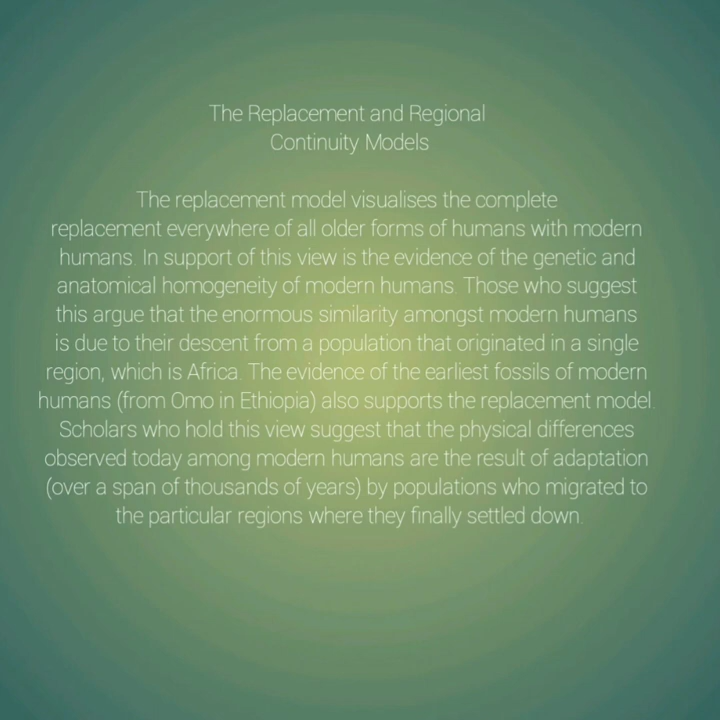 The Replacement and Regional
Continuity Models
The replacement model visualises the complete
replacement everywhere of all older forms of humans with modern
humans. In support of this view is the evidence of the genetic and
anatomical homogeneity of modern humans. Those who suggest
this argue that the enormous similarity amongst modern humans
is due to their descent from a population that originated in a single
region, which is Africa. The evidence of the earliest fossils of modern
humans (from Omo in Ethiopia) also supports the replacement model.
Scholars who hold this view suggest that the physical differences
observed today among modern humans are the result of adaptation
(over a span of thousands of years) by populations who migrated to
the particular regions where they finally settled down.